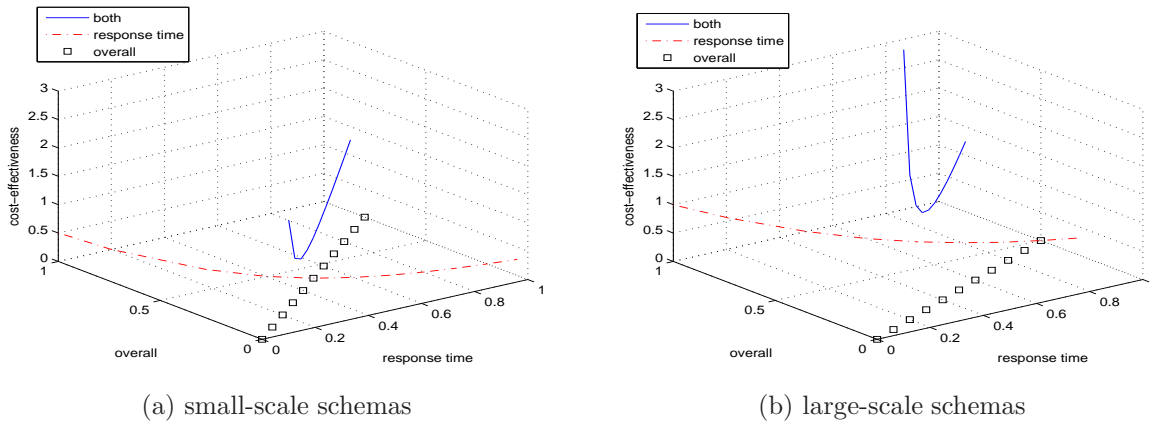 both
response time
overall
3
2.5
2
1.5
1
0.5
0
cost−effectiveness
1
0.5
0
overall
0
0.2
0.4
0.6
0.8
1
response time
(a) small-scale schemas
both
response time
overall
3
2.5
2
1.5
1
0.5
0
cost−effectiveness
1
0.5
0
overall
0
0.2
0.4
0.6
0.8
response time
(b) large-scale schemas